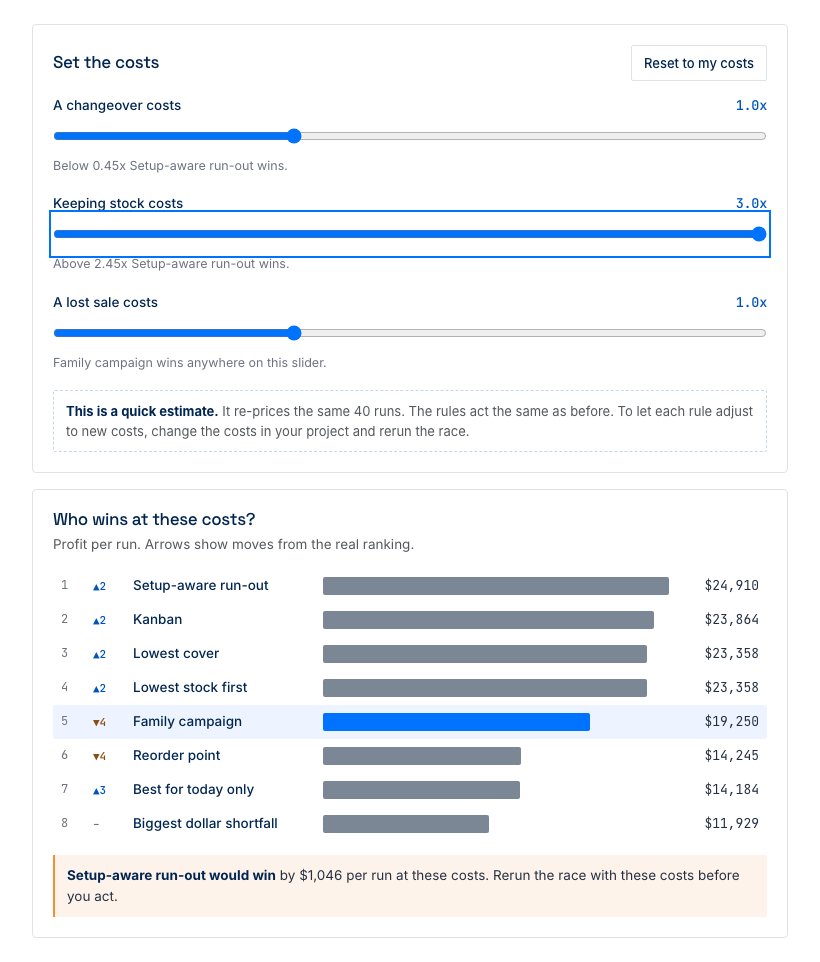 Set the costs
Reset to my costs
A changeover costs 1.0x
Below 0.45x Setup-aware run-out wins.
Keeping stock costs 3.0x
Above 2.45x Setup-aware run-out wins.
A lost sale costs 1.0x
Family campaign wins anywhere on this slider.
This is a quick estimate. It re-prices the same 40 runs. The rules act the same as before. To let each rule adjust
to new costs, change the costs in your project and rerun the race.
Who wins at these costs?
Profit per run. Arrows show moves from the real ranking.
1 ▲2 Setup-aware run-out $24,910
2 ▲2 Kanban $23,864
3 ▲2 Lowest cover $23,358
4 ▲2 Lowest stock first $23,358
5 ▼4 Family campaign $19,250
6 ▼4 Reorder point $14,245
7 ▲3 Best for today only $14,184
8 – Biggest dollar shortfall $11,929
Setup-aware run-out would win by $1,046 per run at these costs. Rerun the race with these costs before
you act.